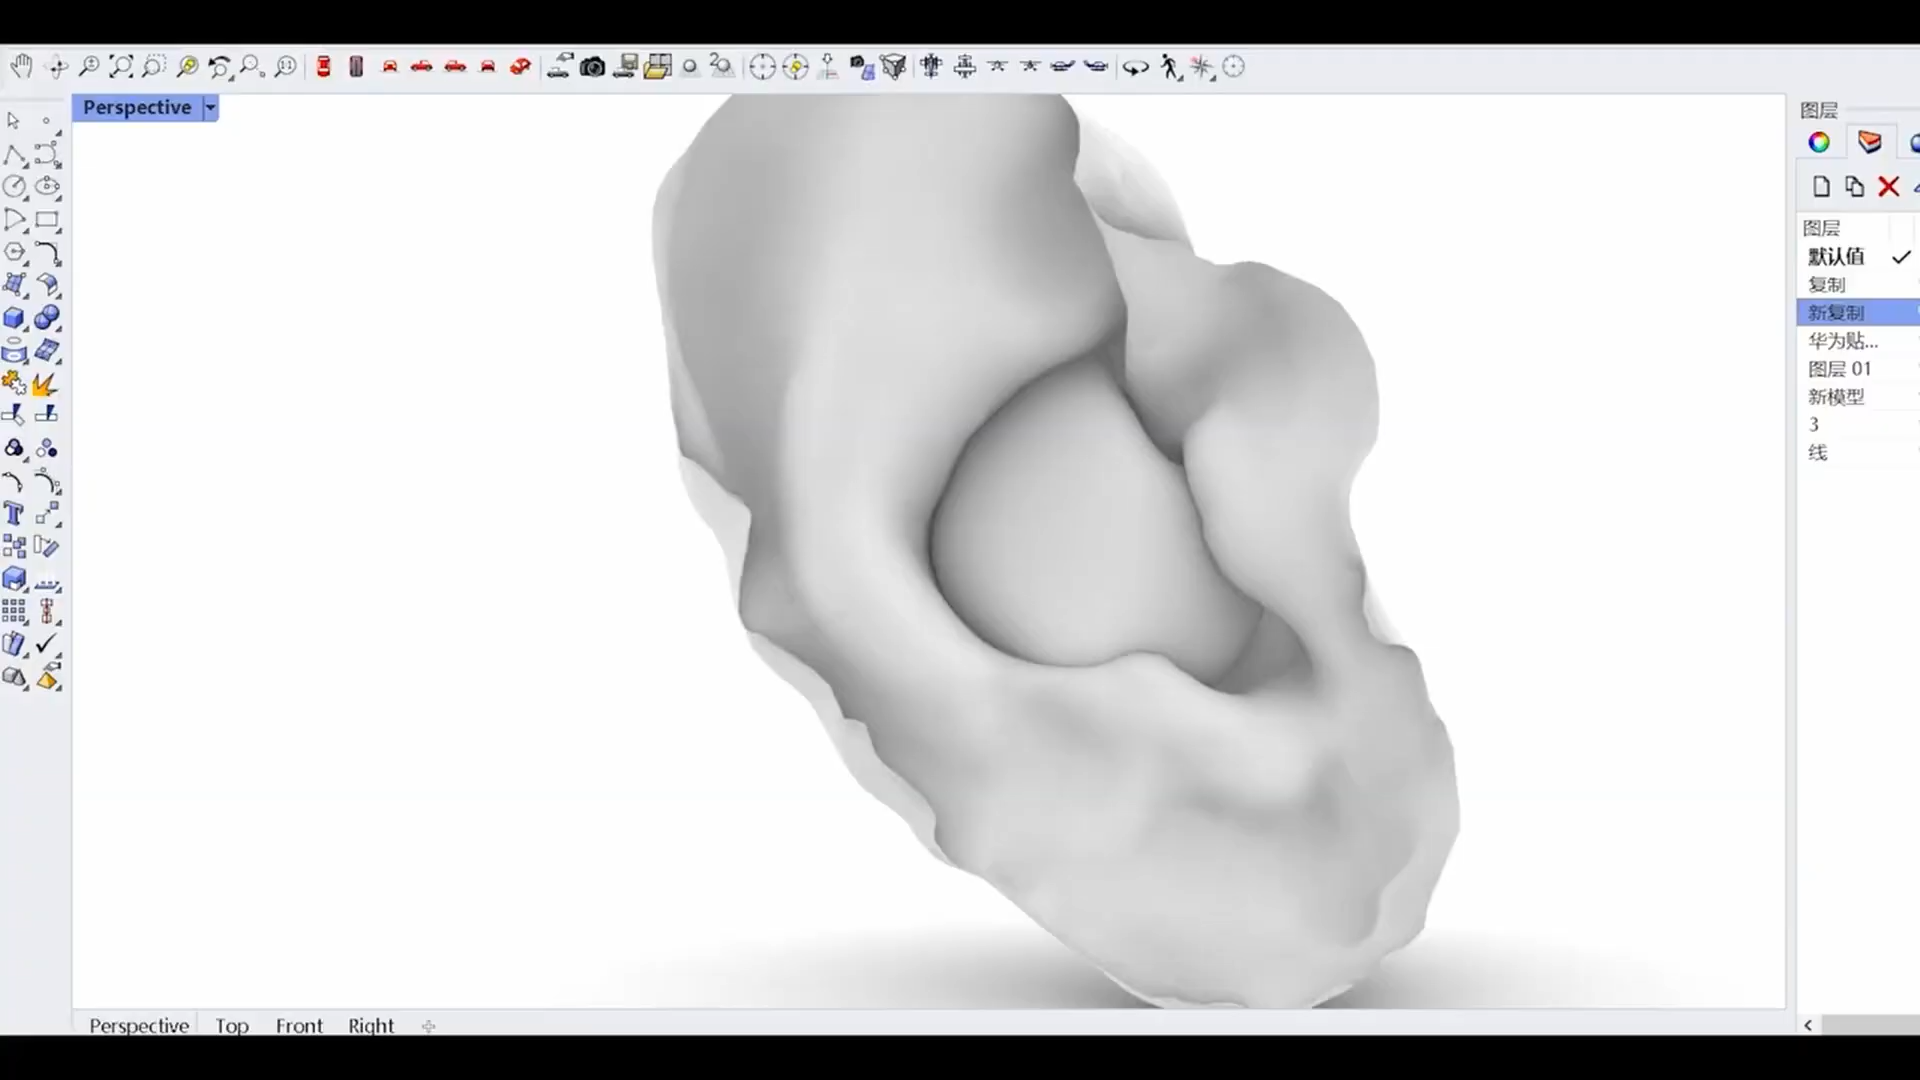 Perspective
图层
图层
默认值
复制
新复制
华为贴...
图层 01
新模型
3
线
Perspective Top Front Right